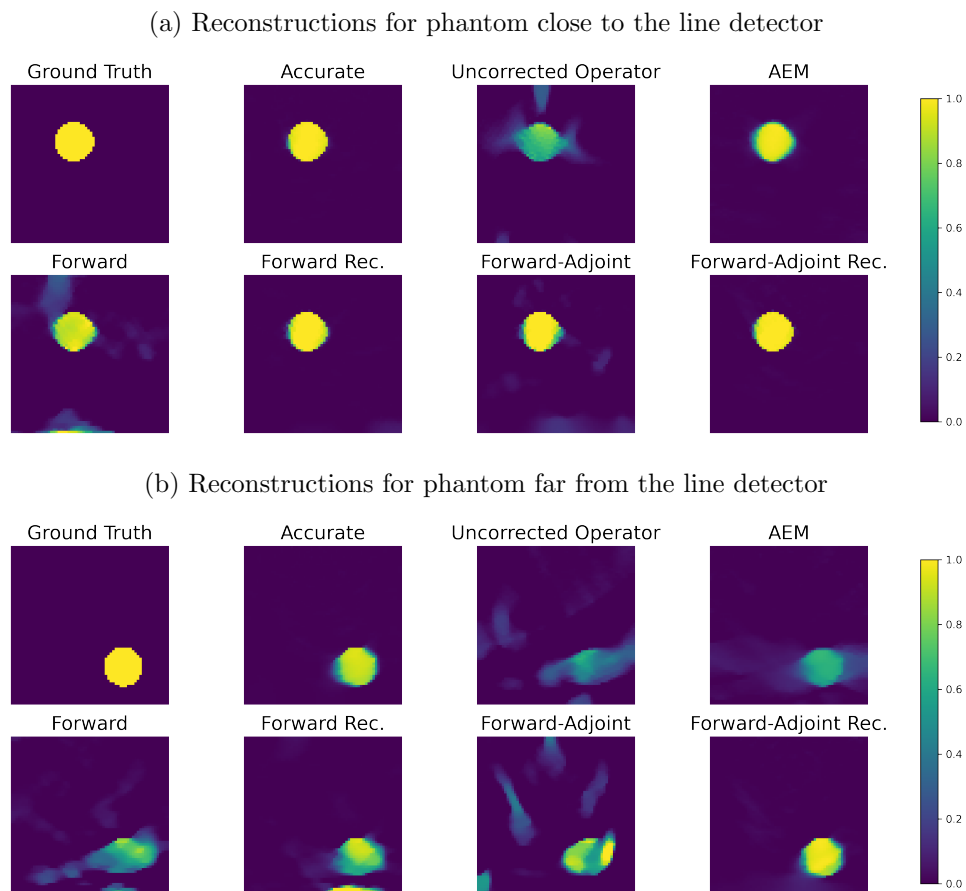 (a) Reconstructions for phantom close to the line detector
Ground Truth Accurate Uncorrected Operator AEM
1.0
0.8
0.6
Forward Forward Rec. Forward-Adjoint Forward-Adjoint Rec.
0.4
0.2
0.0
(b) Reconstructions for phantom far from the line detector
Ground Truth Accurate Uncorrected Operator AEM
1.0
0.8
0.6
Forward Forward Rec. Forward-Adjoint Forward-Adjoint Rec.
0.4
0.2
0.0